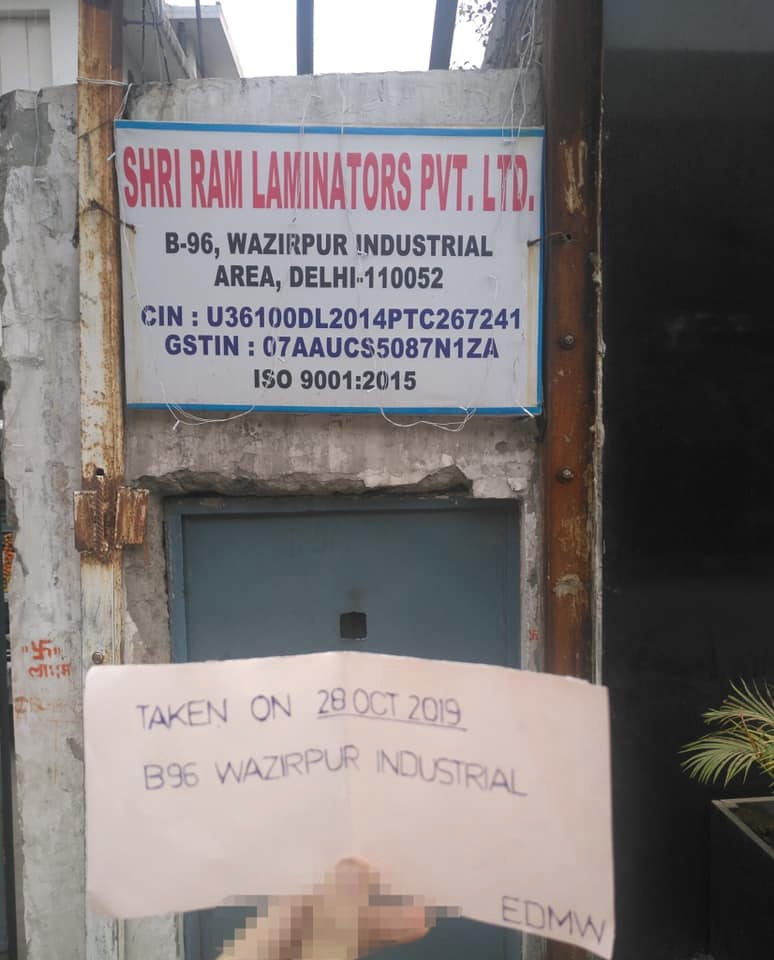 SHRI RAM LAMINATORS PVT. LTD.
B-96, WAZIRPUR INDUSTRIAL
AREA, DELHI-110052
CIN : U36100DL2014PTC267241
GSTIN : 07AAUCS5087N1ZA
ISO 9001:2015
TAKEN ON 28 OCT 2019
B96 WAZIRPUR INDUSTRIAL
EDMW